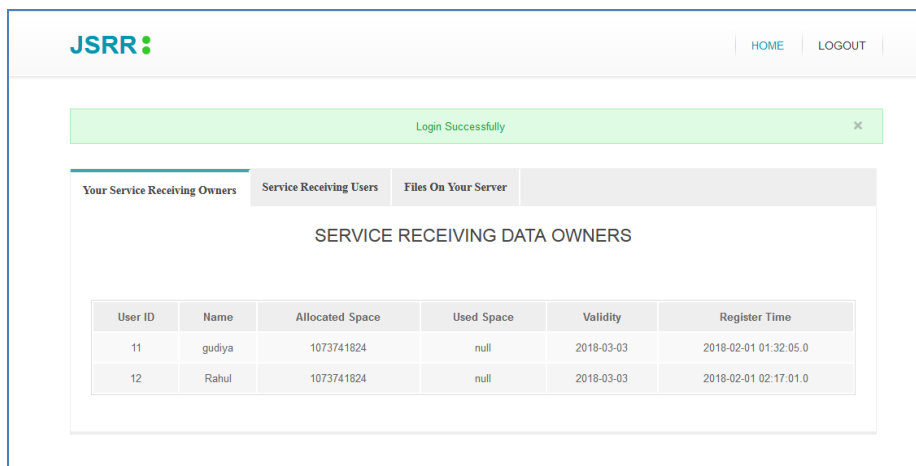 JSRR:
HOME LOGOUT
Login Successfully ×
Your Service Receiving Owners Service Receiving Users Files On Your Server
SERVICE RECEIVING DATA OWNERS
User ID Name Allocated Space Used Space Validity Register Time
11 gudiya 1073741824 null 2018-03-03 2018-02-01 01:32:05.0
12 Rahul 1073741824 null 2018-03-03 2018-02-01 02:17:01.0